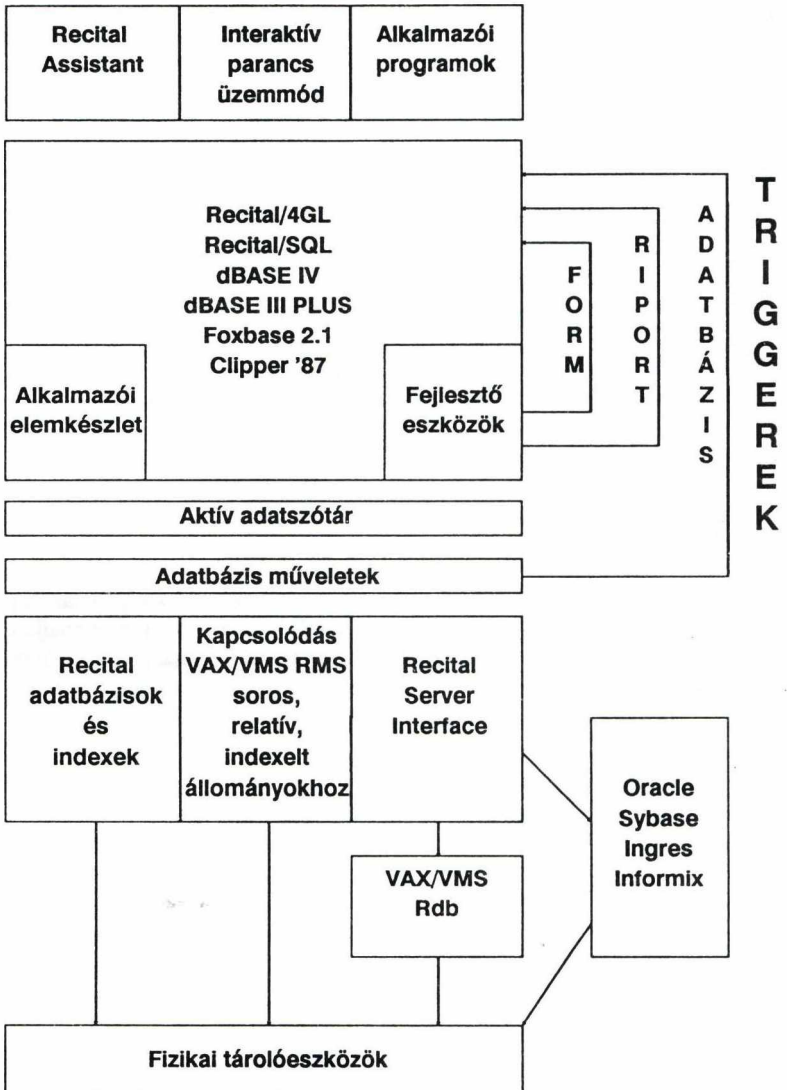 Recital
Assistant
Interaktív
parancs
üzemmód
Alkalmazói
programok
Recital/4GL
Recital/SQL
dBASE IV
dBASE III PLUS
Foxbase 2.1
Clipper '87
Alkalmazói
elemkészlet
Fejlesztő
eszközök
FORM
RIPORT
ADATBÁZIS
TRIGGEREK
Aktív adatszótár
Adatbázis műveletek
Recital
adatbázisok
és
indexek
Kapcsolódás
VAX/VMS RMS
soros,
relatív,
indexelt
állományokhoz
Recital
Server
Interface
Oracle
Sybase
Ingres
Informix
VAX/VMS
Rdb
Fizikai tárolóeszközök